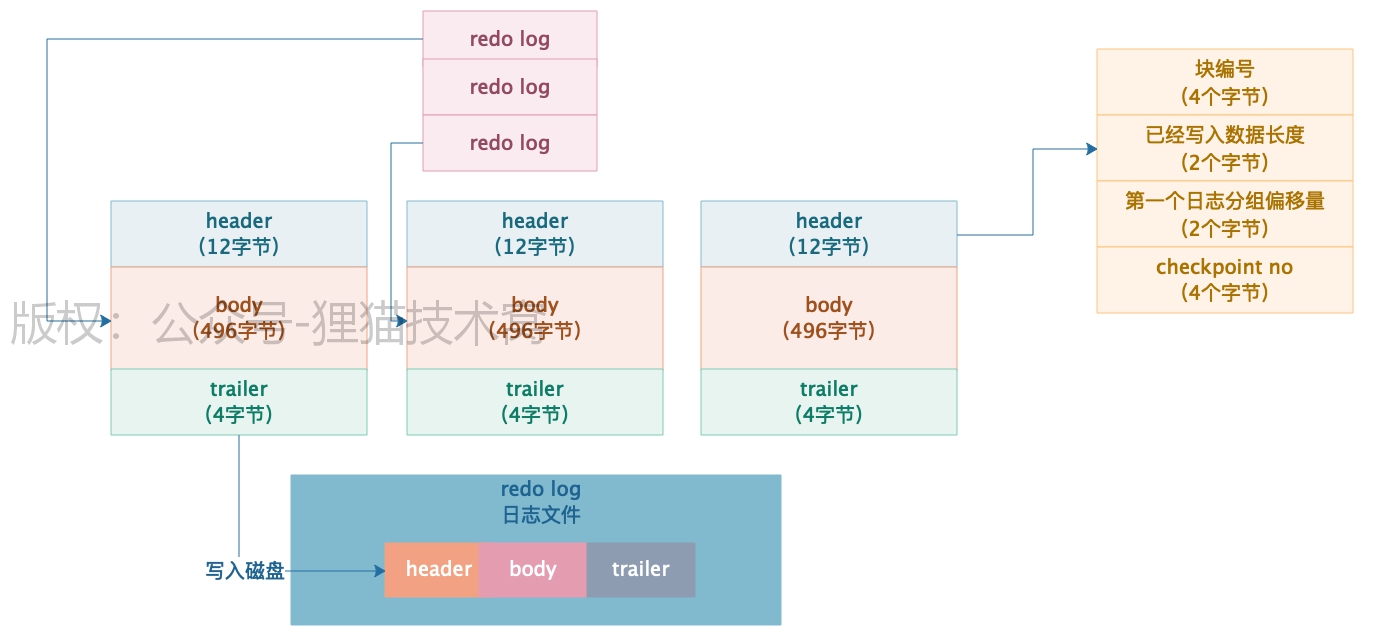 redo log
redo log
redo log
块编号
(4个字节)
已经写入数据长度
(2个字节)
第一个日志分组偏移量
(2个字节)
checkpoint no
(4个字节)
header
(12字节)
body
(496字节)
trailer
(4字节)
header
(12字节)
body
(496字节)
trailer
(4字节)
header
(12字节)
body
(496字节)
trailer
(4字节)
版权：公众号-狸猫技术窝
redo log
日志文件
写入磁盘
header
body
trailer